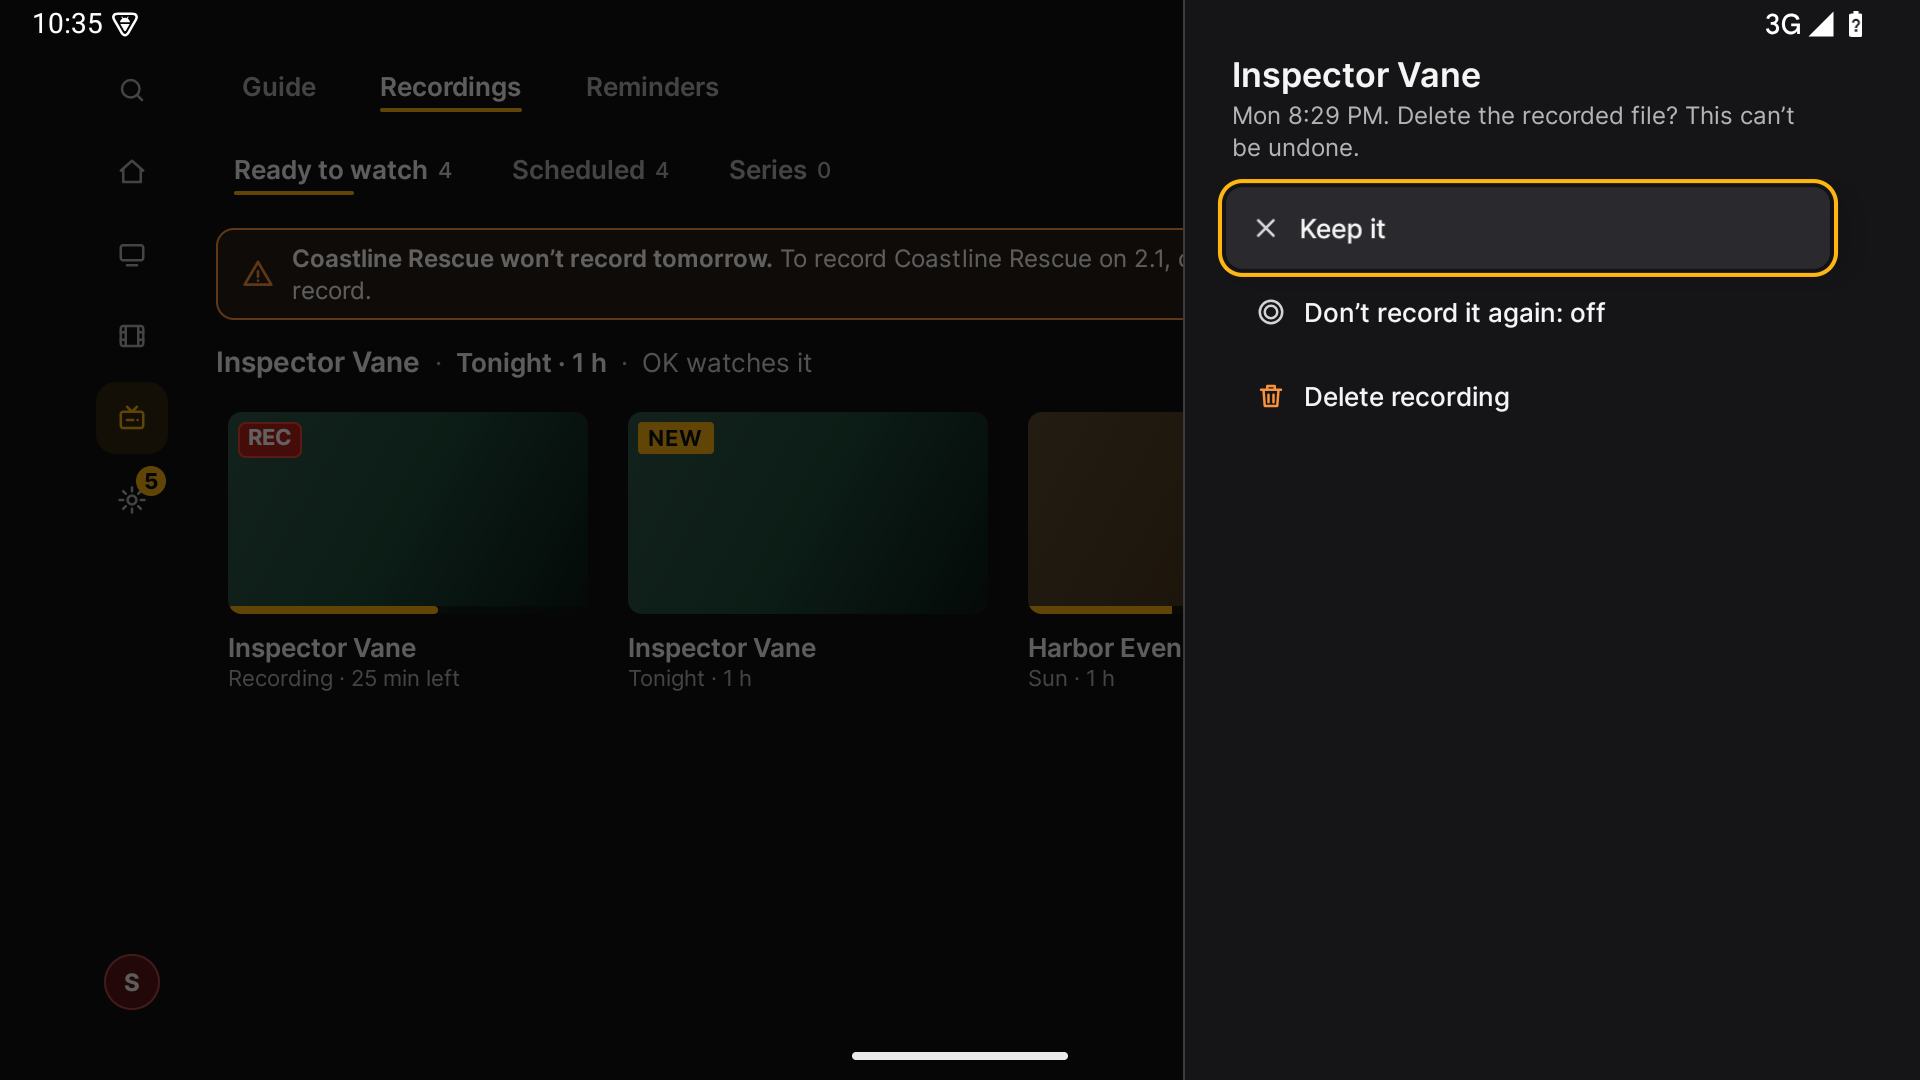 10:35
3G
Guide
Recordings
Reminders
Ready to watch 4
Scheduled 4
Series 0
Coastline Rescue won’t record tomorrow. To record Coastline Rescue on 2.1,
record.
Inspector Vane · Tonight · 1 h · OK watches it
REC
NEW
5
Inspector Vane
Recording · 25 min left
Inspector Vane
Tonight · 1 h
Harbor Even
Sun · 1 h
S
Inspector Vane
Mon 8:29 PM. Delete the recorded file? This can’t
be undone.
Keep it
Don’t record it again: off
Delete recording